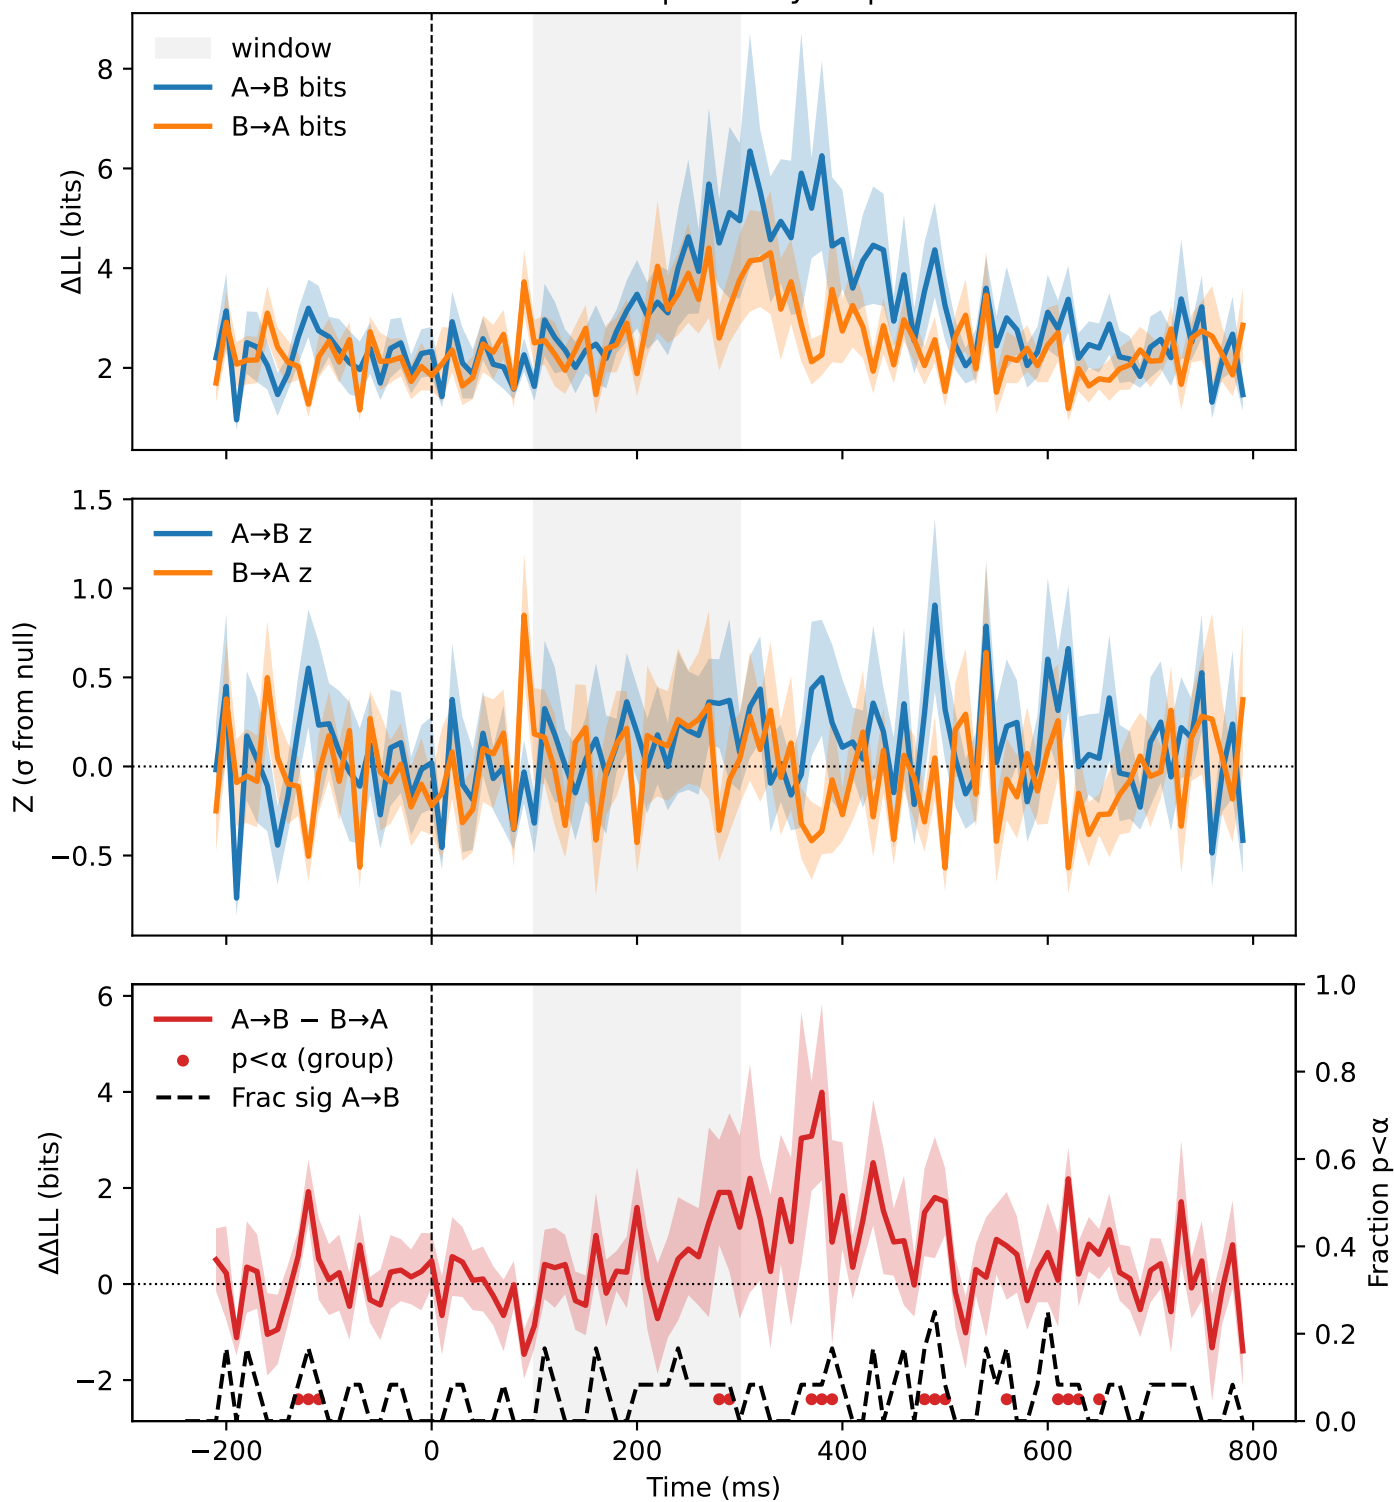 window
A→B bits
B→A bits
8
6
4
2
ΔLL (bits)
A→B z
B→A z
1.5
1.0
0.5
0.0
−0.5
Z (σ from null)
A→B − B→A
p<α (group)
Frac sig A→B
6
4
2
0
−2
ΔΔLL (bits)
1.0
0.8
0.6
0.4
0.2
0.0
Fraction p<α
−200
0
200
400
600
800
Time (ms)